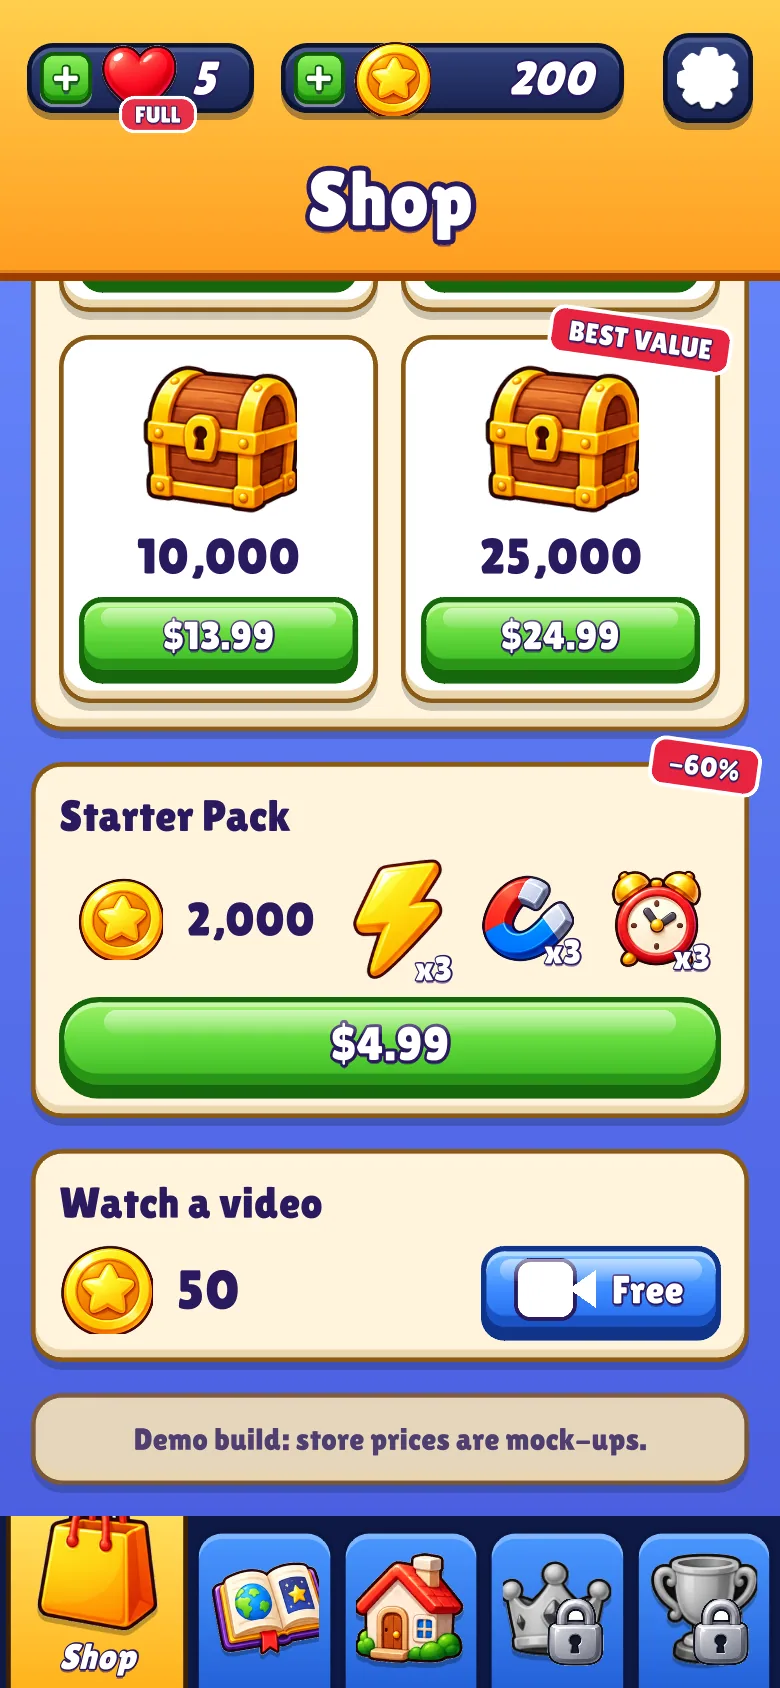 5
200
FULL
Shop
BEST VALUE
10,000
25,000
$13.99
$24.99
-60%
Starter Pack
2,000
x3
x3
x3
$4.99
Watch a video
50
Free
Demo build: store prices are mock-ups.
Shop